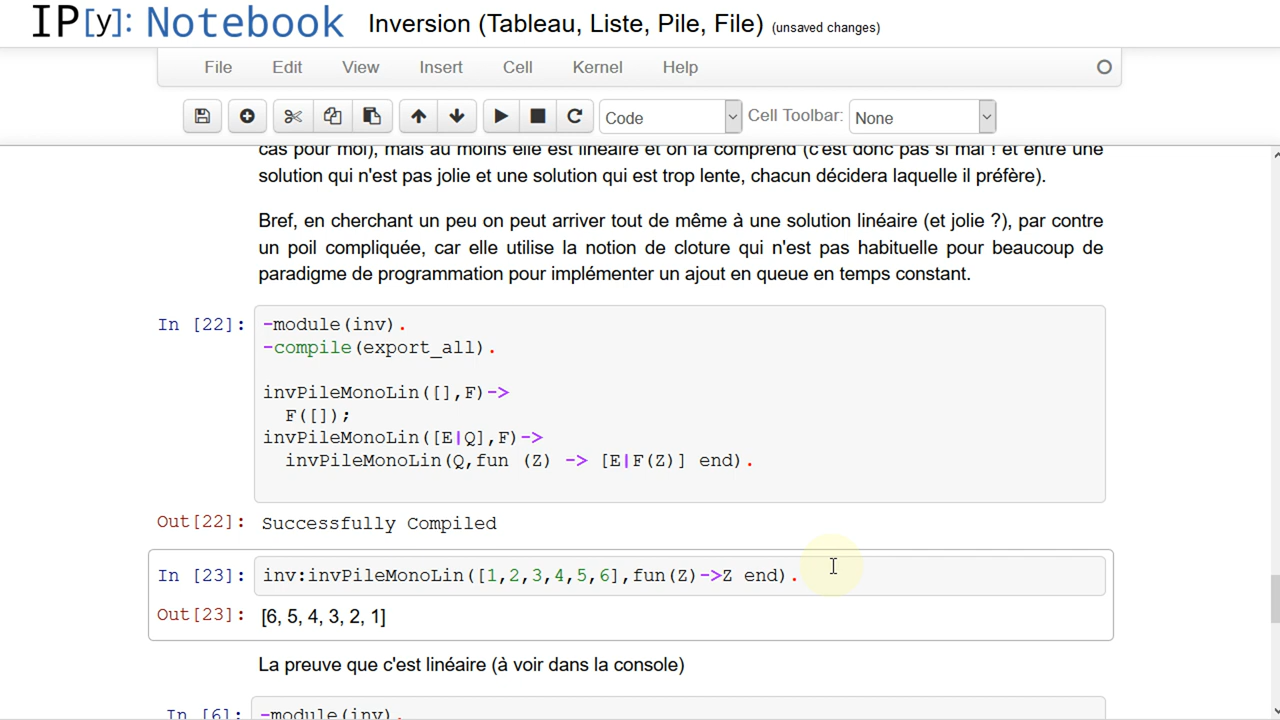 IP[y]: Notebook Inversion (Tableau, Liste, Pile, File) (unsaved changes)
File Edit View Insert Cell Kernel Help
Code Cell Toolbar: None
cas pour moi), mais au moins elle est linéaire et on la comprend (c'est donc pas si mal ! et entre une
solution qui n'est pas jolie et une solution qui est trop lente, chacun décidera laquelle il préfère).
Bref, en cherchant un peu on peut arriver tout de même à une solution linéaire (et jolie ?), par contre
un poil compliquée, car elle utilise la notion de cloture qui n'est pas habituelle pour beaucoup de
paradigme de programmation pour implémenter un ajout en queue en temps constant.
In [22]: -module(inv).
-compile(export_all).
invPileMonoLin([],F)->
F([]);
invPileMonoLin([E|Q],F)->
invPileMonoLin(Q,fun (Z) -> [E|F(Z)] end).
Out[22]: Successfully Compiled
In [23]: inv:invPileMonoLin([1,2,3,4,5,6],fun(Z)->Z end).
Out[23]: [6, 5, 4, 3, 2, 1]
La preuve que c'est linéaire (à voir dans la console)
In [6]: -module(inv).